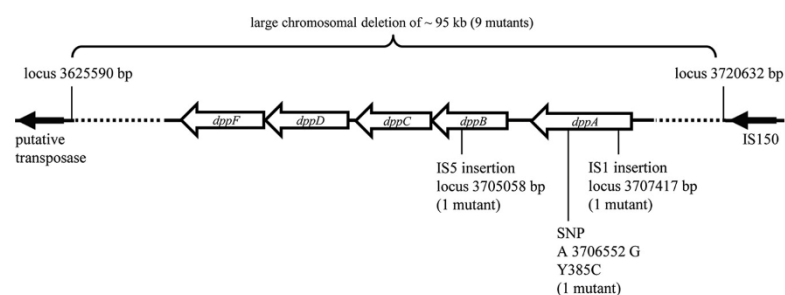 large chromosomal deletion of ~ 95 kb (9 mutants)
locus 3625590 bp
locus 3720632 bp
dppF
dppD
dppC
dppB
dppA
putative
transposase
IS150
IS5 insertion
locus 3705058 bp
(1 mutant)
IS1 insertion
locus 3707417 bp
(1 mutant)
SNP
A 3706552 G
Y385C
(1 mutant)